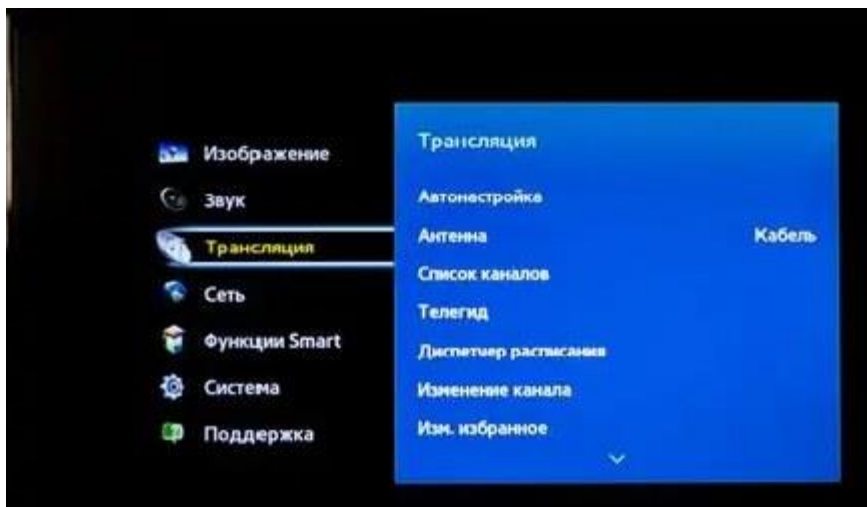 Изображение
Звук
Трансляция
Сеть
Функции Smart
Система
Поддержка
Трансляция
Автонастройка
Антенна Кабель
Список каналов
Телегид
Диспетчер расписания
Изменение канала
Изм. избранное